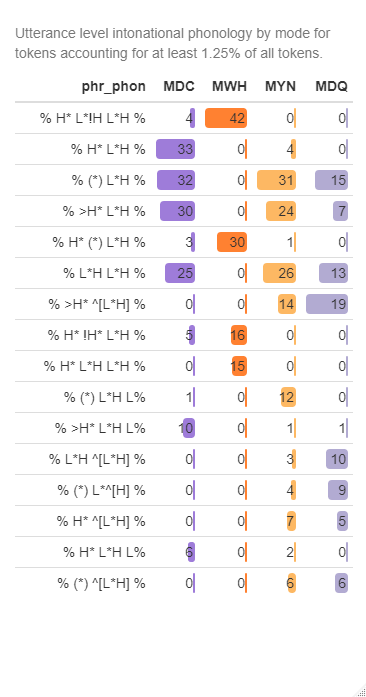 Utterance level intonational phonology by mode for
tokens accounting for at least 1.25% of all tokens.
phr_phon MDC MWH MYN MDQ
% H* L*!H L*H % 4 42 0 0
% H* L*H % 33 0 4 0
% (*) L*H % 32 0 31 15
% >H* L*H % 30 0 24 7
% H* (*) L*H % 3 30 1 0
% L*H L*H % 25 0 26 13
% >H* ^[L*H] % 0 0 14 19
% H* !H* L*H % 5 16 0 0
% H* L*H L*H % 0 15 0 0
% (*) L*H L% 1 0 12 0
% >H* L*H L% 10 0 1 1
% L*H ^[L*H] % 0 0 3 10
% (*) L*^[H] % 0 0 4 9
% H* ^[L*H] % 0 0 7 5
% H* L*H L% 6 0 2 0
% (*) ^[L*H] % 0 0 6 6